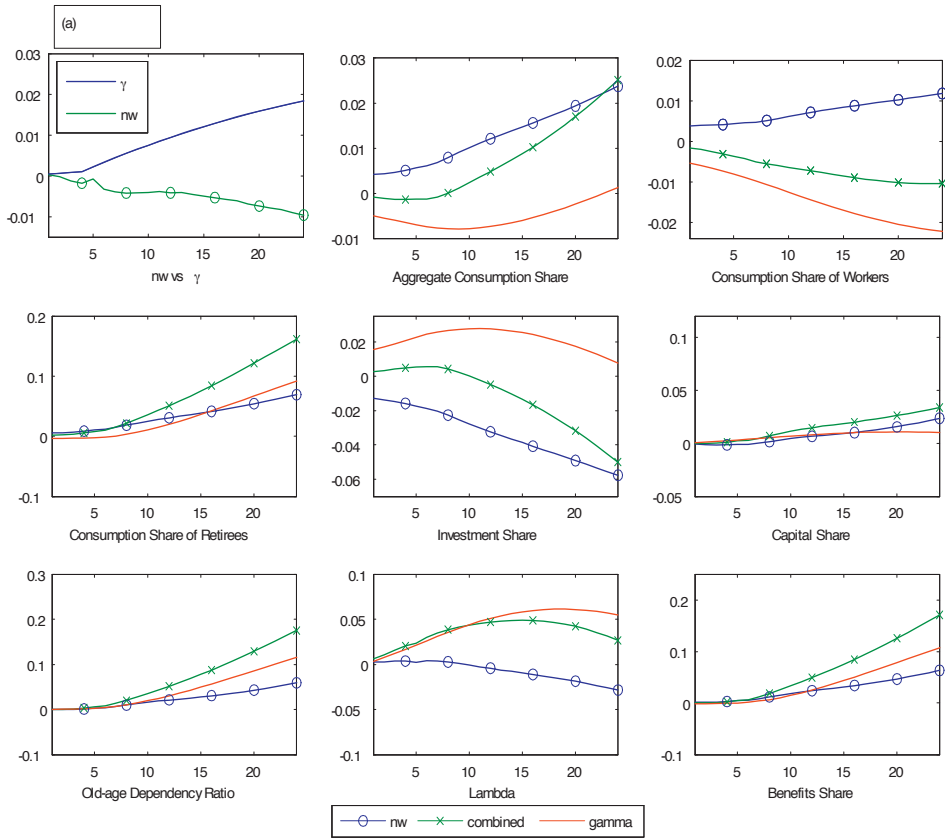 (a)
0.03
0.02
0.01
0
-0.01
γ
nw
5 10 15 20
nw vs γ
0.03
0.02
0.01
0
-0.01
5 10 15 20
Aggregate Consumption Share
0.02
0.01
0
-0.01
-0.02
5 10 15 20
Consumption Share of Workers
0.2
0.1
0
-0.1
5 10 15 20
Consumption Share of Retirees
0.02
0
-0.02
-0.04
-0.06
5 10 15 20
Investment Share
0.1
0.05
0
-0.05
5 10 15 20
Capital Share
0.3
0.2
0.1
0
-0.1
5 10 15 20
Old-age Dependency Ratio
0.1
0.05
0
-0.05
-0.1
5 10 15 20
Lambda
0.3
0.2
0.1
0
-0.1
5 10 15 20
Benefits Share
nw combined gamma